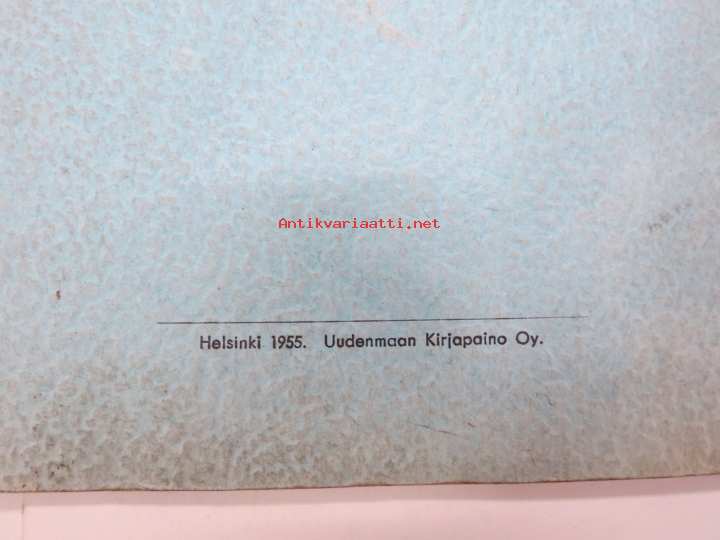 Antikvariaatti.net
Helsinki 1955. Uudenmaan Kirjapaino Oy.